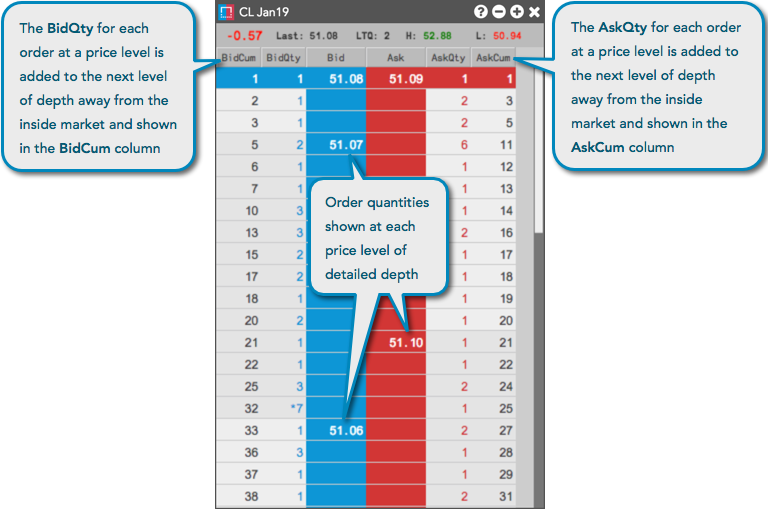 CL Jan19
-0.57 Last: 51.08 LTQ: 2 H: 52.88 L: 50.94
BidCum BidQty Bid Ask AskQty AskCum
1 1 51.08 51.09 1 1
2 1 2 3
3 1 2 5
5 2 51.07 6 11
6 1 1 12
7 1 1 13
10 3 1 14
13 3 2 16
15 2 1 17
17 2 1 18
18 1 1 19
20 2 1 20
21 1 51.10 1 21
22 1 1 22
25 3 2 24
32 *7 1 25
33 1 51.06 2 27
36 3 1 28
37 1 1 29
38 1 2 31
The BidQty for each
order at a price level is
added to the next level
of depth away from the
inside market and shown
in the BidCum column
The AskQty for each order
at a price level is added to
the next level of depth
away from the inside
market and shown in the
AskCum column
Order quantities
shown at each
price level of
detailed depth